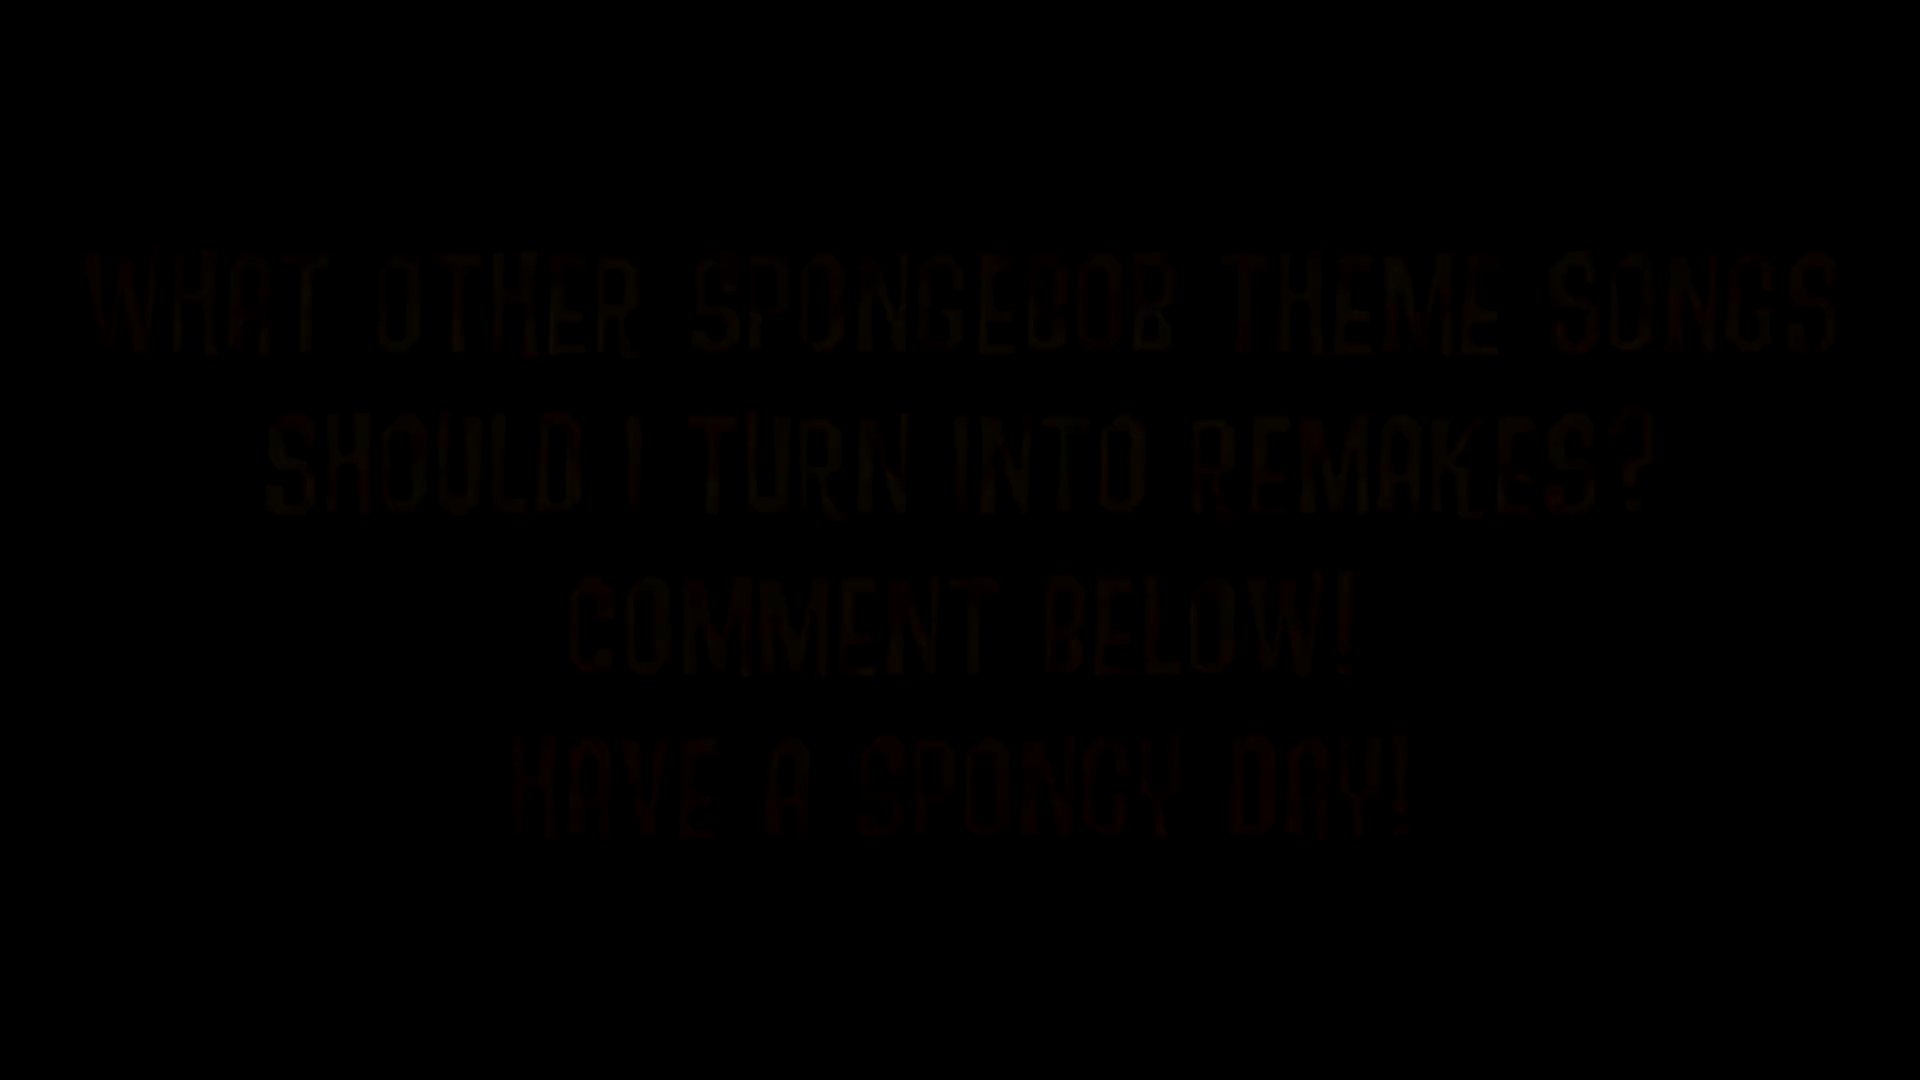 WHAT OTHER SPONGEBOB THEME SONGS
SHOULD I TURN INTO REMAKES?
COMMENT BELOW!
HAVE A SPONGY DAY!